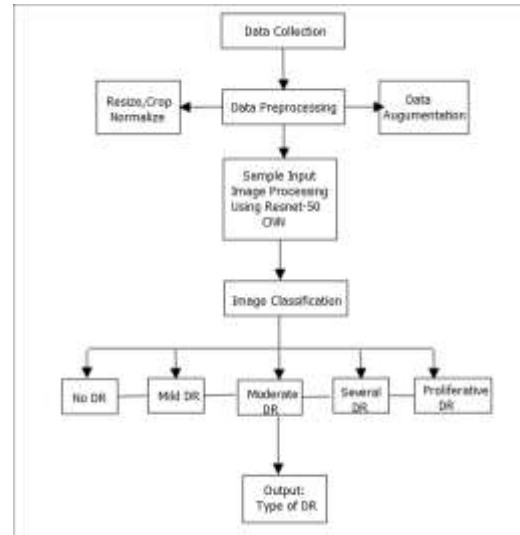 Data Collection
Resize,Crop
Normalize
Data Preprocessing
Data
Augumentation
Sample Input
Image Processing
Using Resnet-50
CNN
Image Classification
No DR
Mild DR
Moderate
DR
Several
DR
Proliferative
DR
Output:
Type of DR